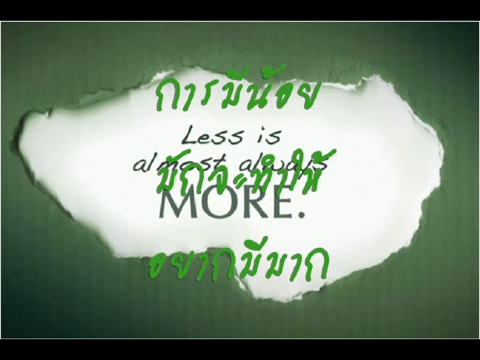 การมีน้อย
Less is
almost always
มักจะทำให้
MORE.
อยากมีมาก